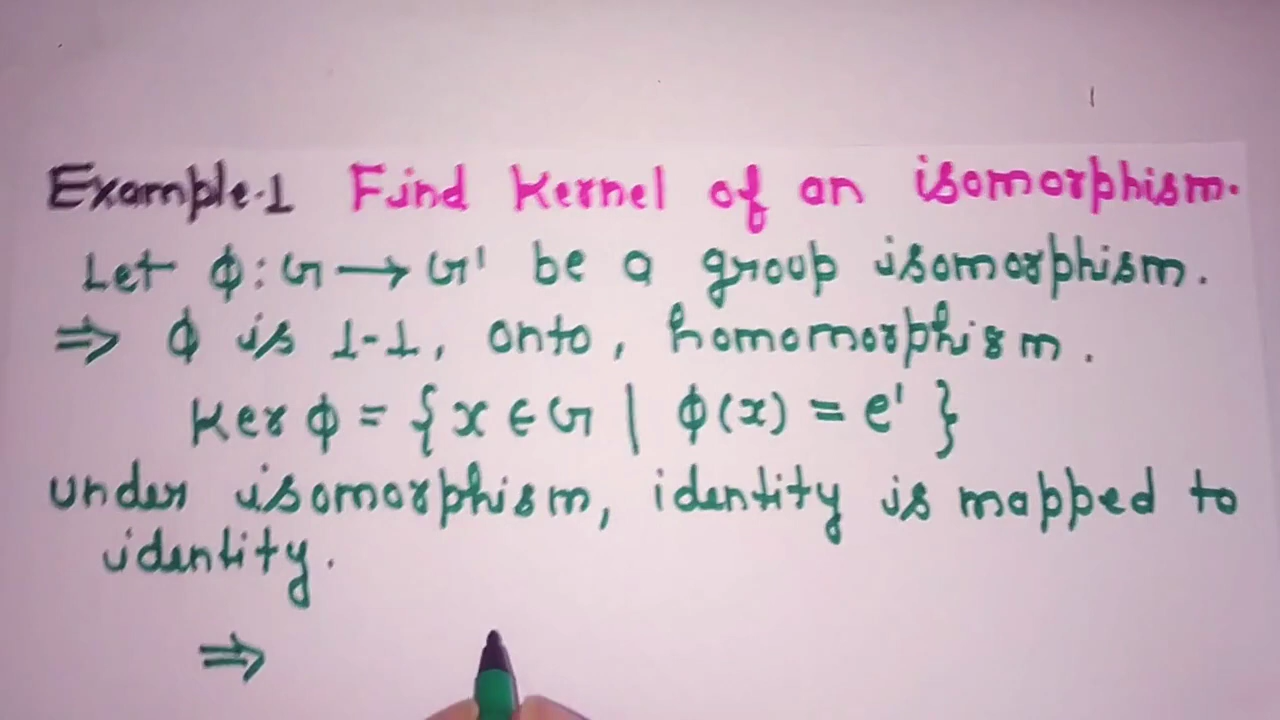 Example.1 Find kernel of an isomorphism.
Let ϕ: G → G' be a group isomorphism.
⇒ ϕ is 1-1, onto, homomorphism.
Ker ϕ = { x ∈ G | ϕ(x) = e' }
under isomorphism, identity is mapped to
identity.
⇒